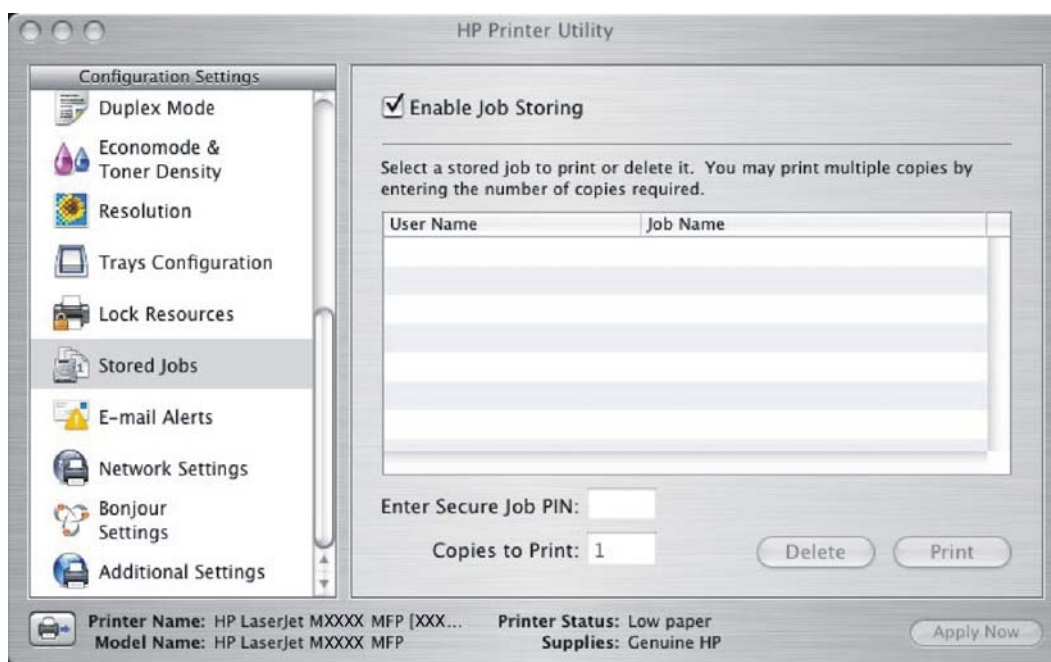 HP Printer Utility
Configuration Settings
Duplex Mode
Economode &
Toner Density
Resolution
Trays Configuration
Lock Resources
Stored Jobs
E-mail Alerts
Network Settings
Bonjour
Settings
Additional Settings
Enable Job Storing
Select a stored job to print or delete it. You may print multiple copies by
entering the number of copies required.
User Name Job Name
Enter Secure Job PIN:
Copies to Print: 1
Delete Print
Printer Name: HP LaserJet MXXXX MFP [XXX... Printer Status: Low paper
Model Name: HP LaserJet MXXXX MFP Supplies: Genuine HP
Apply Now